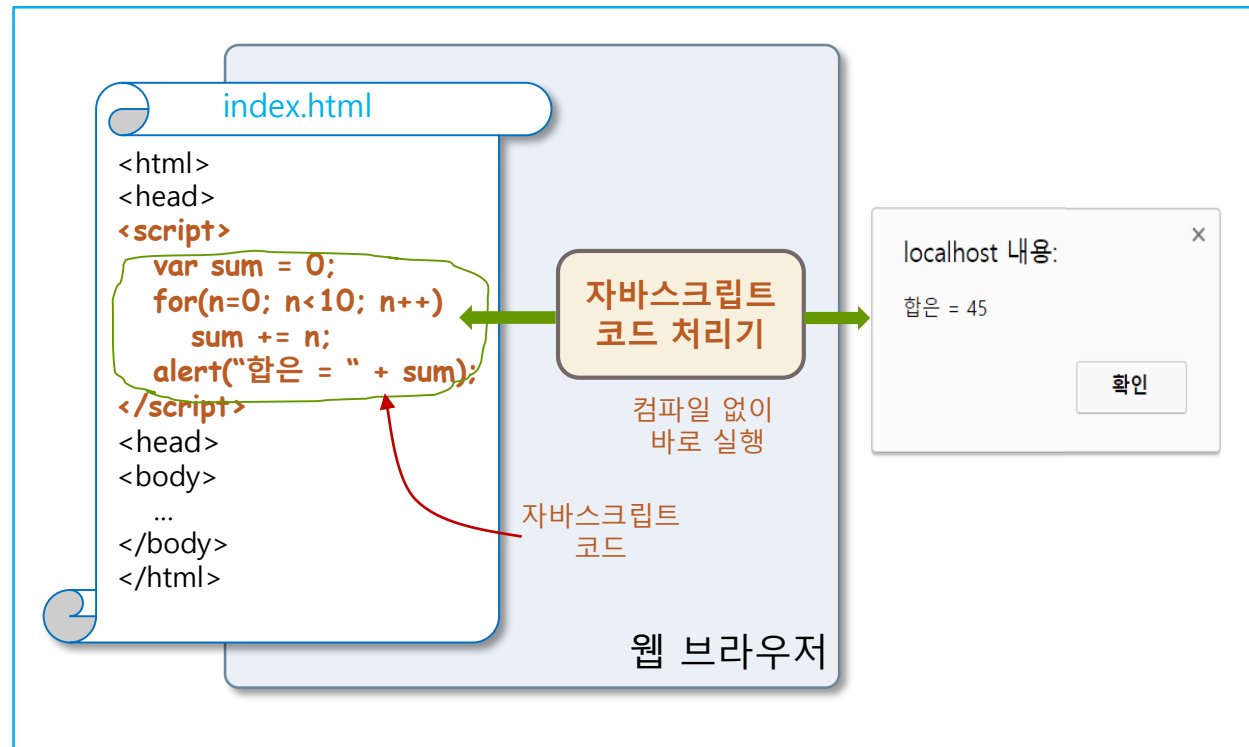 index.html
<html>
<head>
<script>
var sum = 0;
for(n=0; n<10; n++)
sum += n;
alert(“합은 = “ + sum);
</script>
<head>
<body>
...
</body>
</html>
자바스크립트
코드 처리기
컴파일 없이
바로 실행
자바스크립트
코드
웹 브라우저
localhost 내용:
×
합은 = 45
확인